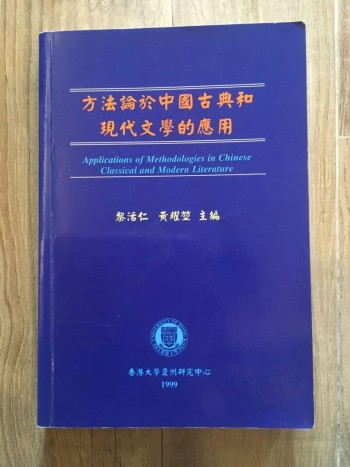 方法論於中國古典和
現代文學的應用
Applications of Methodologies in Chinese
Classical and Modern Literature
黎活仁 黃耀堃 主編
香港大學亞洲研究中心
1999